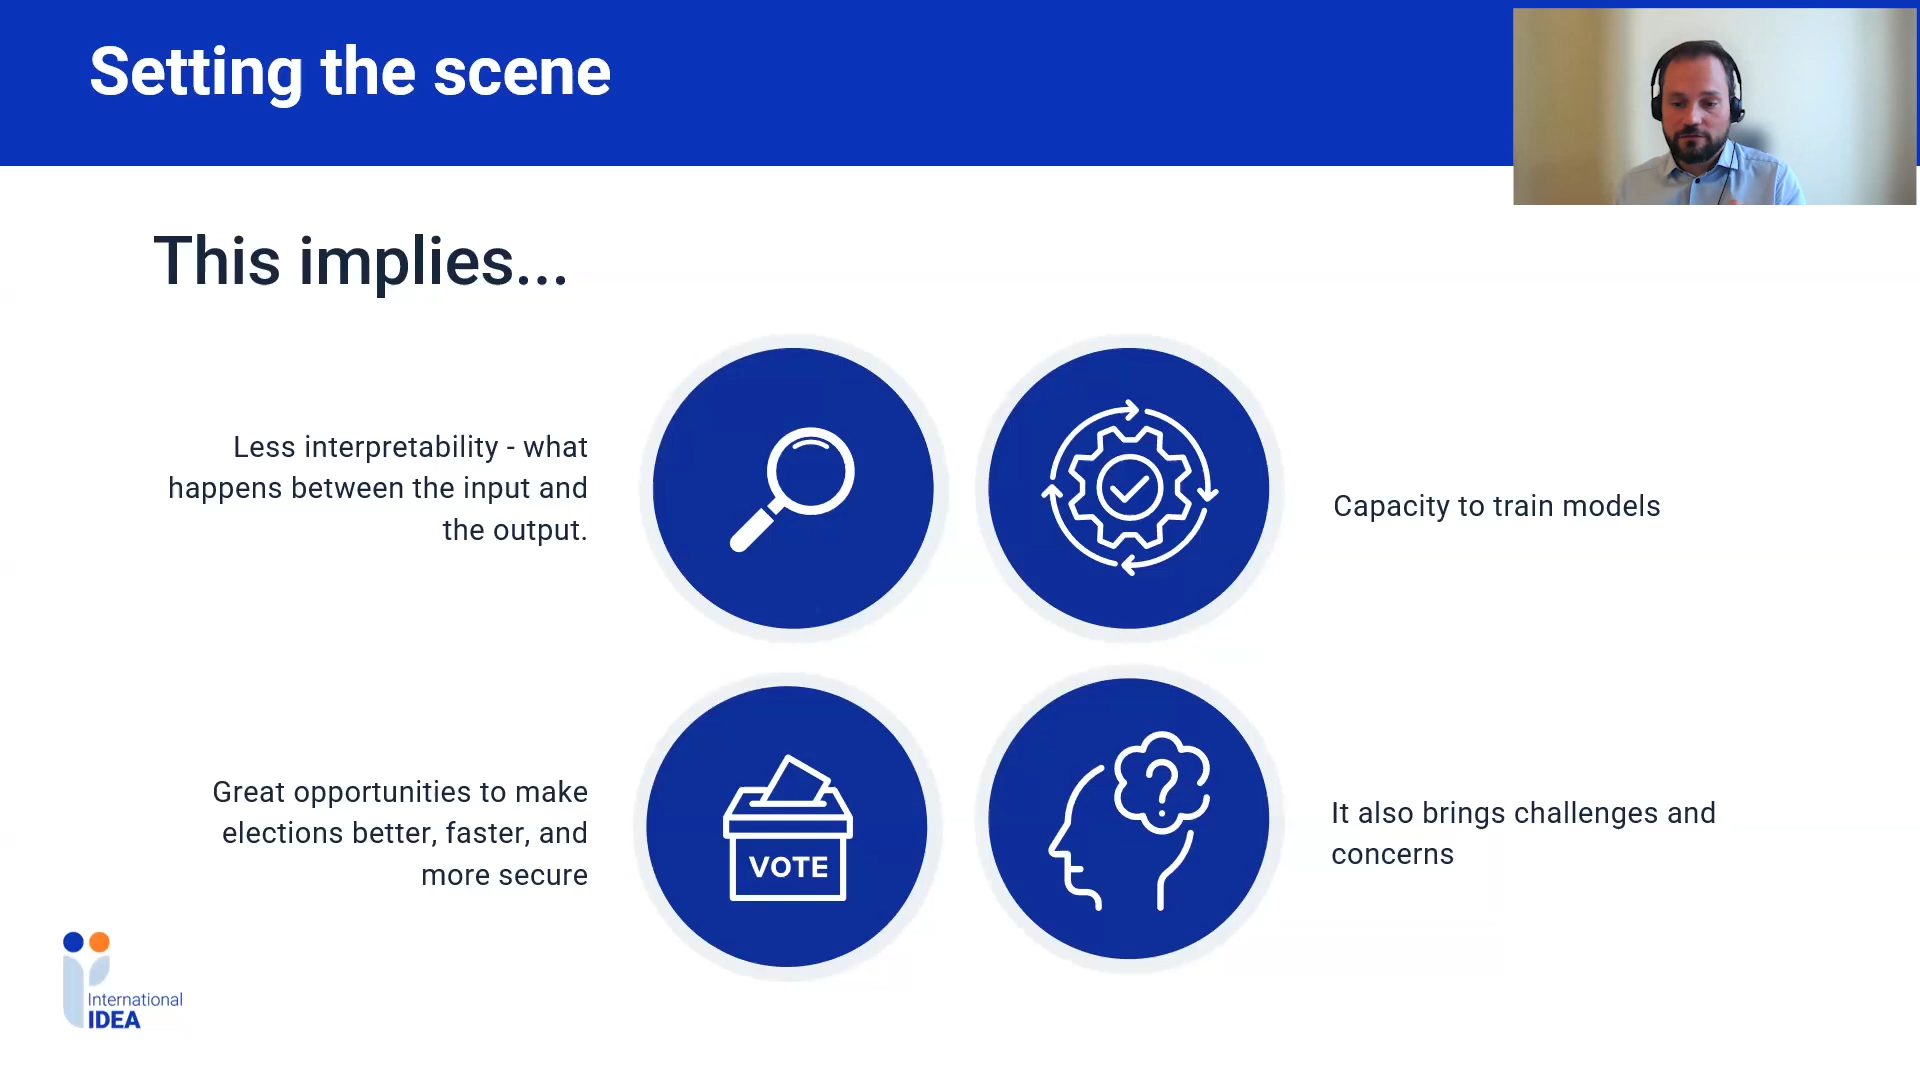 Setting the scene
This implies...
Less interpretability - what
happens between the input and
the output.
Capacity to train models
Great opportunities to make
elections better, faster, and
more secure
VOTE
It also brings challenges and
concerns
International
IDEA